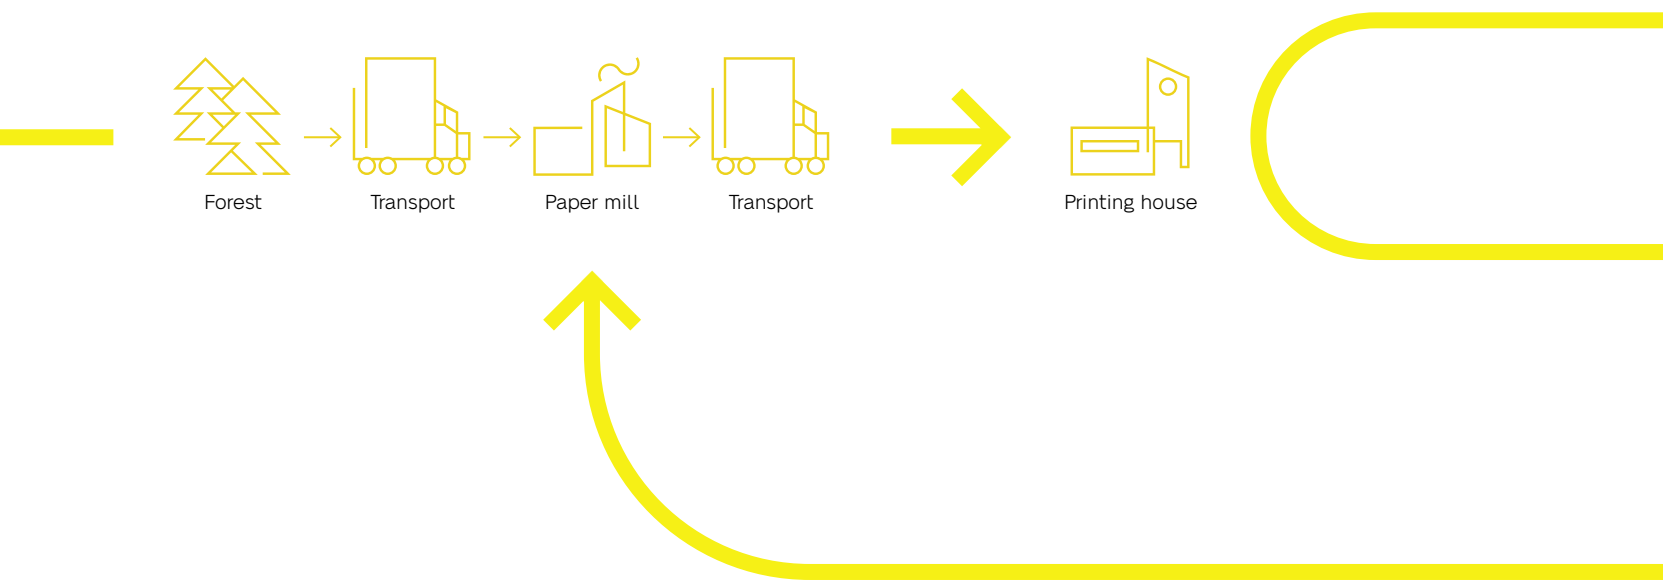 Forest
Transport
Paper mill
Transport
Printing house